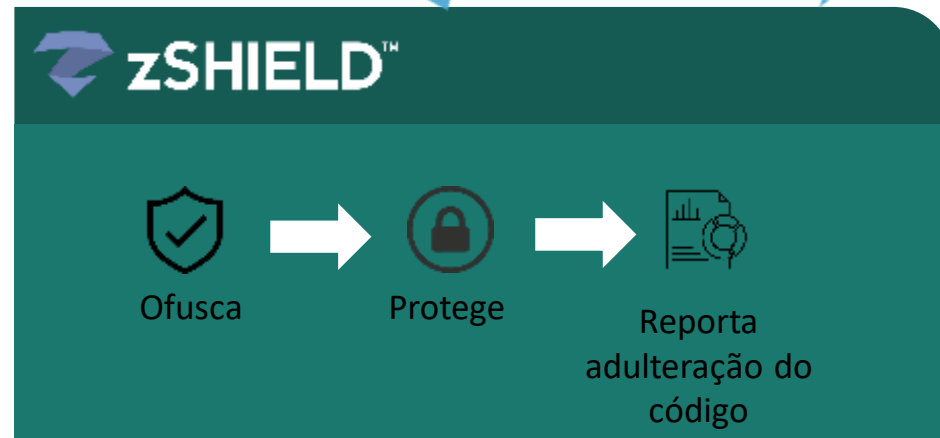 zSHIELD™
Ofusca
Protege
Reporta
adulteração do
código